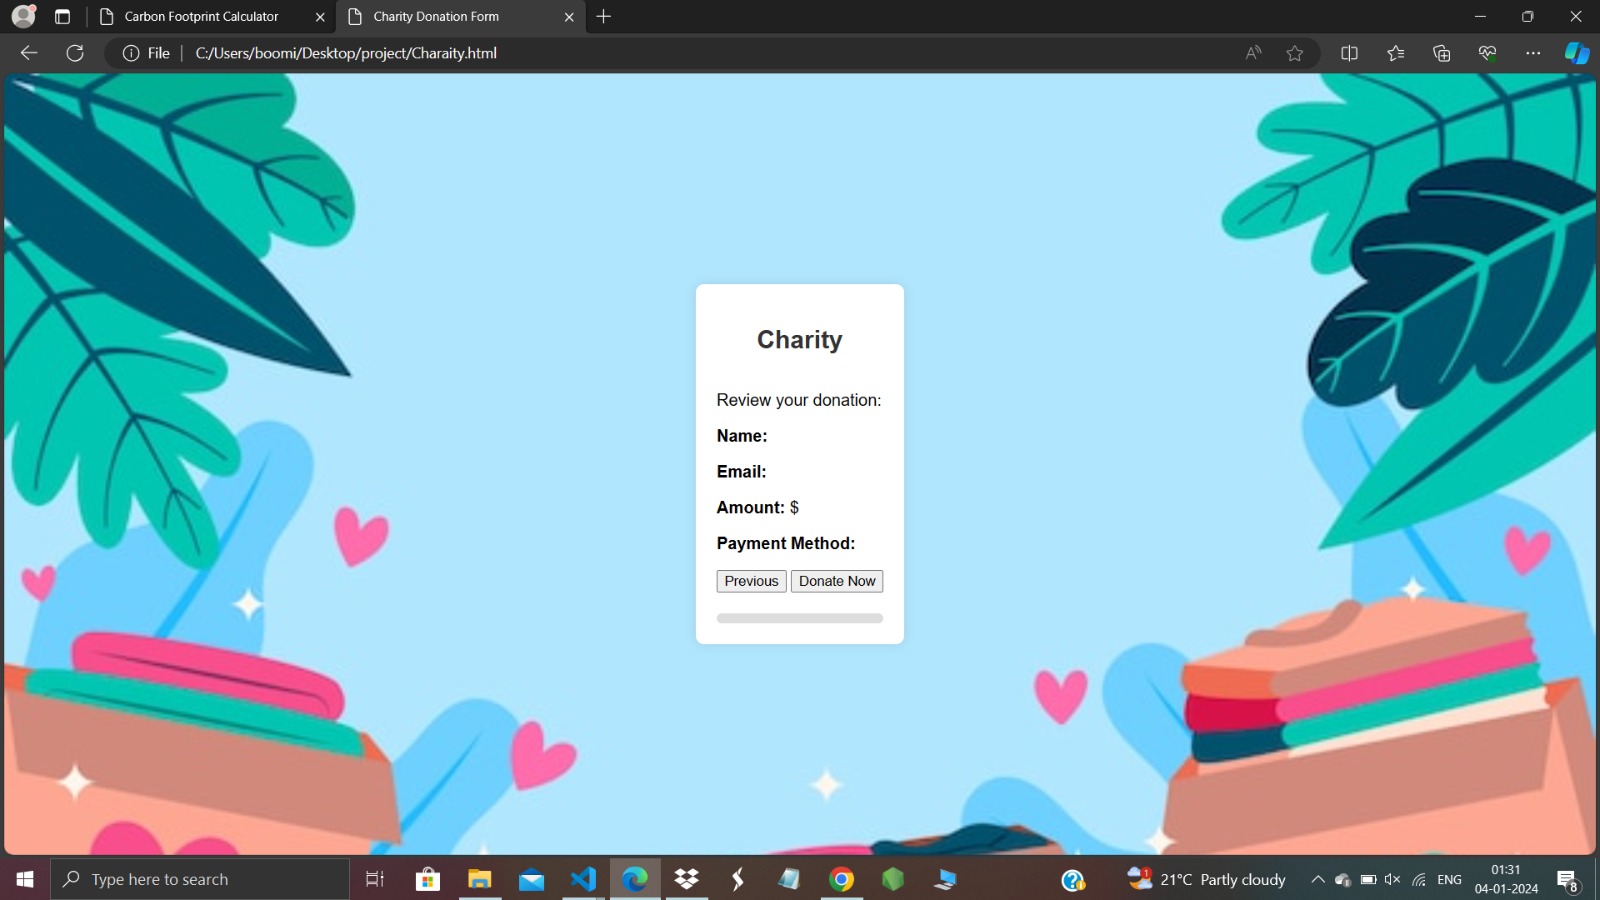 Carbon Footprint Calculator
Charity Donation Form
File
C:/Users/boomi/Desktop/project/Charaity.html
Charity
Review your donation:
Name:
Email:
Amount: $
Payment Method:
Previous Donate Now
Type here to search
1
21°C Partly cloudy
ENG
01:31
04-01-2024
8